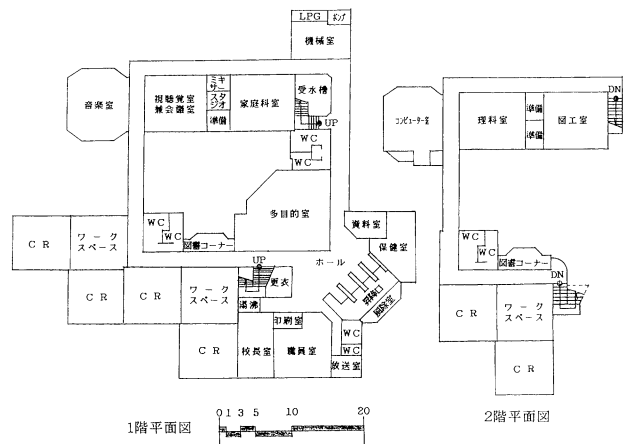 LPG
ポンプ
機械室
音楽室
視聴覚室
兼会議室
ミキサー
スタジオ
準備
家庭科室
受水槽
UP
WC
WC
多目的室
資料室
保健室
WC
WC
図書コーナー
CR
ワーク
スペース
CR
CR
ワーク
スペース
UP
更衣
湯沸
ホール
昇降口
風除室
印刷室
CR
校長室
職員室
WC
WC
放送室
1階平面図
0 1 3 5 10 20
DN
コンピューター室
理科室
準備
準備
図工室
WC
WC
図書コーナー
DN
CR
ワーク
スペース
CR
2階平面図